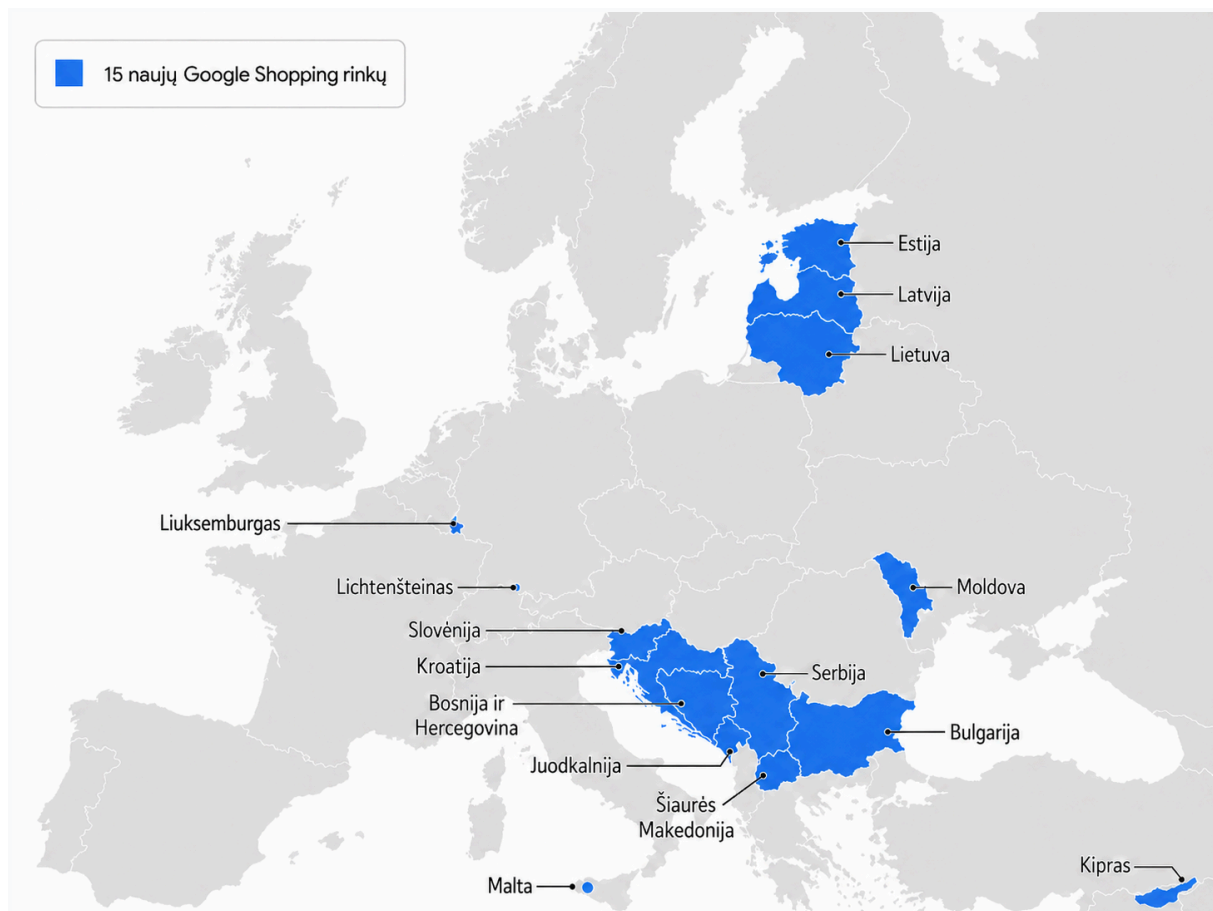 15 naujų Google Shopping rinkų
Estija
Latvija
Lietuva
Liuksemburgas
Lichtenšteinas
Moldova
Slovėnija
Kroatija
Serbija
Bosnija ir
Hercegovina
Bulgarija
Juodkalnija
Šiaurės
Makedonija
Kipras
Malta